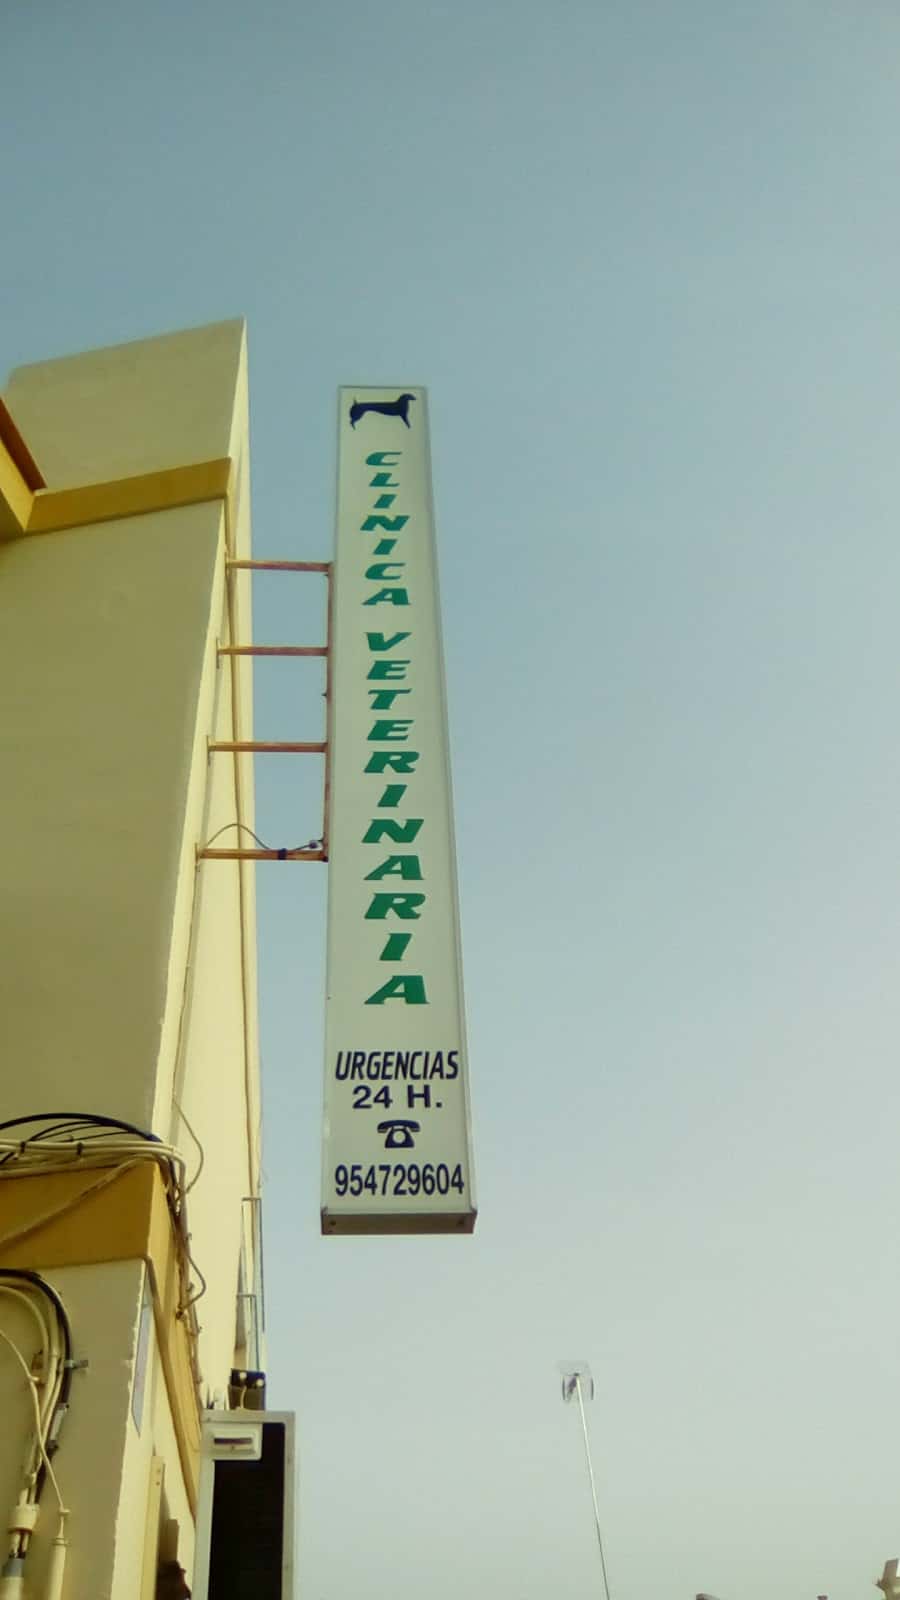 CLINICA VETERINARIA
URGENCIAS
24 H.
954729604